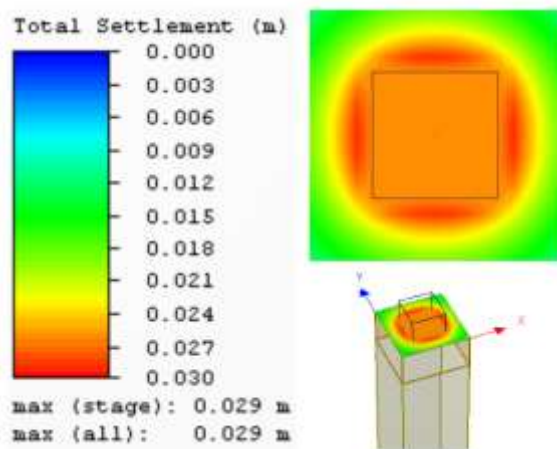 Total Settlement (m)
0.000
0.003
0.006
0.009
0.012
0.015
0.018
0.021
0.024
0.027
0.030
max (stage): 0.029 m
max (all): 0.029 m
Y
X